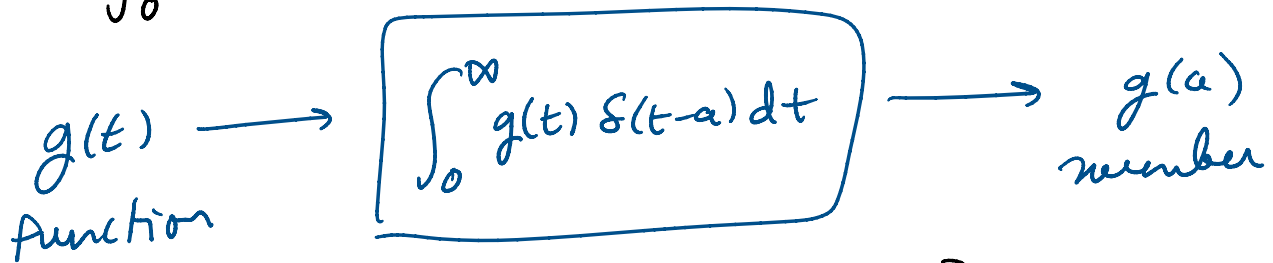 g(t) ⟶ ∫₀^∞ g(t) δ(t-a) dt ⟶ g(a)
function number